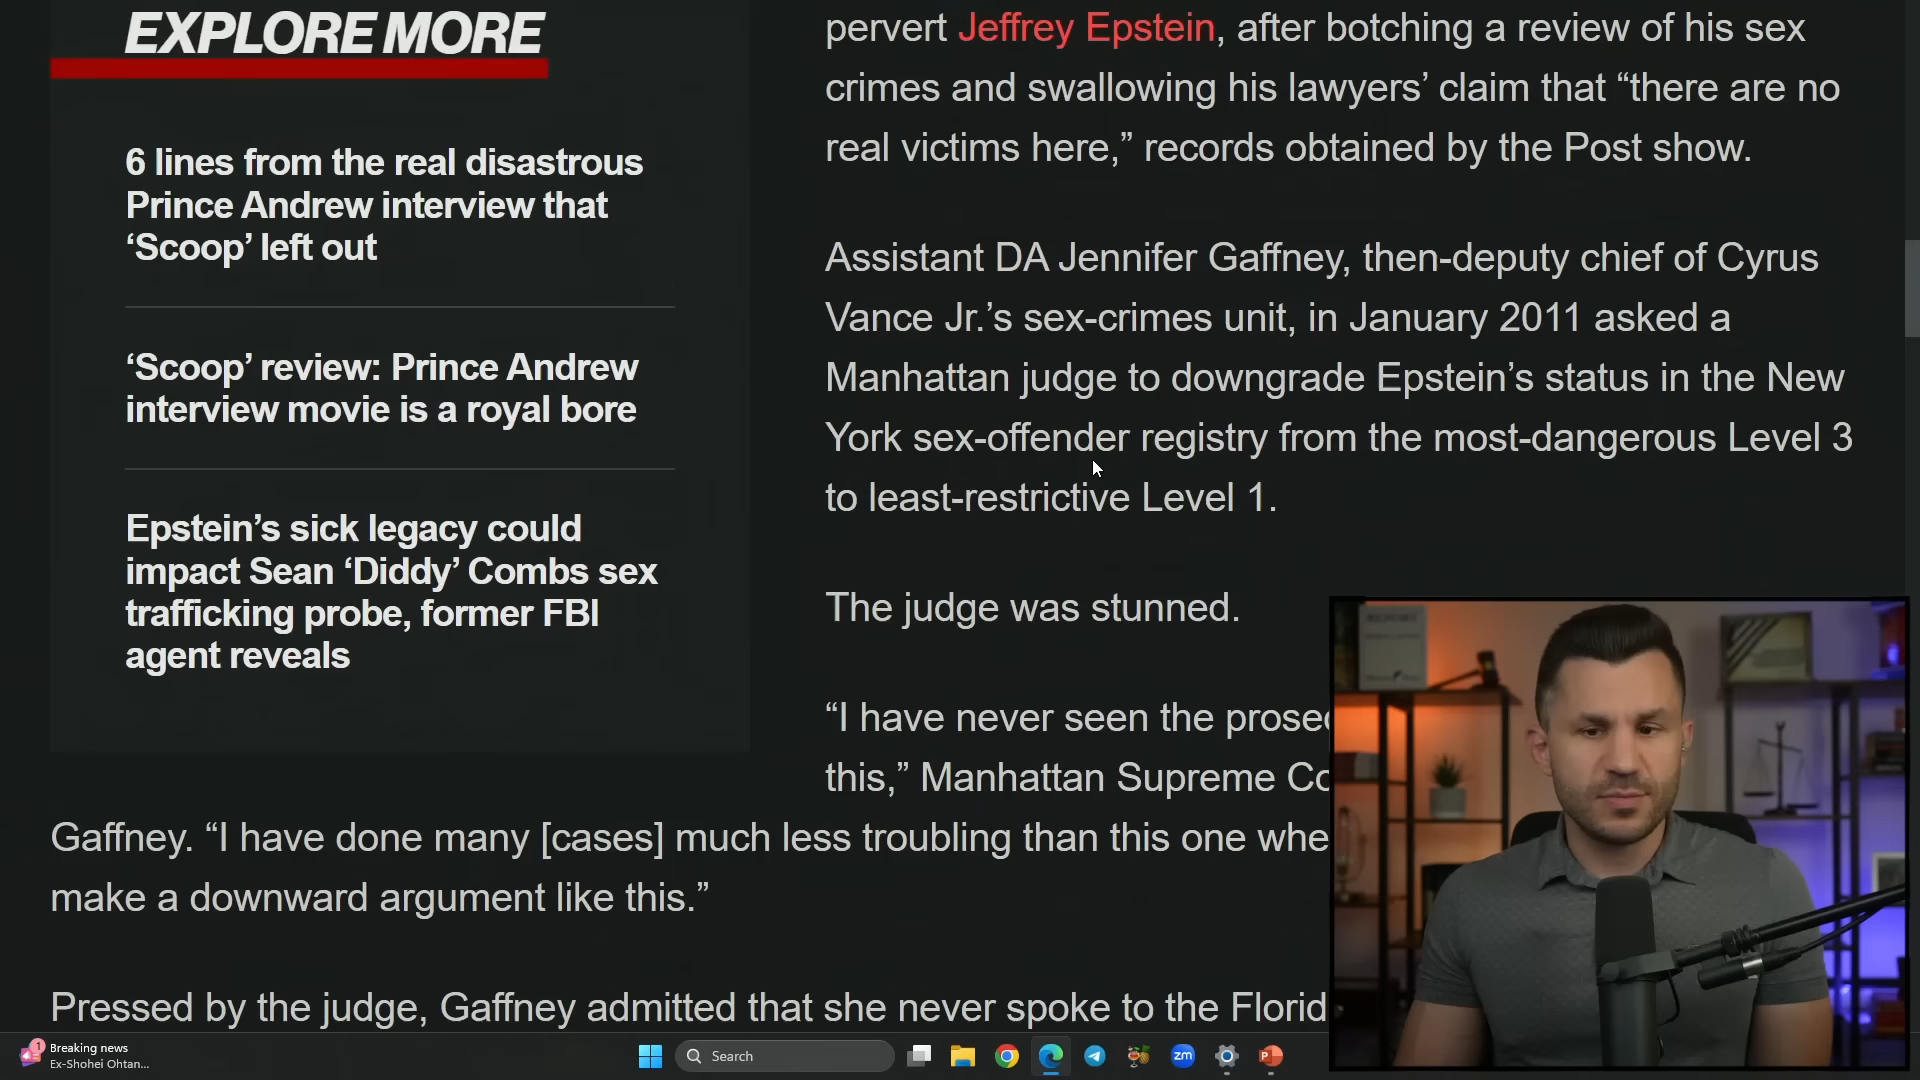 EXPLORE MORE
6 lines from the real disastrous
Prince Andrew interview that
‘Scoop’ left out
‘Scoop’ review: Prince Andrew
interview movie is a royal bore
Epstein’s sick legacy could
impact Sean ‘Diddy’ Combs sex
trafficking probe, former FBI
agent reveals
pervert Jeffrey Epstein, after botching a review of his sex
crimes and swallowing his lawyers’ claim that “there are no
real victims here,” records obtained by the Post show.
Assistant DA Jennifer Gaffney, then-deputy chief of Cyrus
Vance Jr.’s sex-crimes unit, in January 2011 asked a
Manhattan judge to downgrade Epstein’s status in the New
York sex-offender registry from the most-dangerous Level 3
to least-restrictive Level 1.
The judge was stunned.
“I have never seen the prosec
this,” Manhattan Supreme Co
Gaffney. “I have done many [cases] much less troubling than this one whe
make a downward argument like this.”
Pressed by the judge, Gaffney admitted that she never spoke to the Florid
1
Breaking news
Ex-Shohei Ohtan...
Search
zm
P